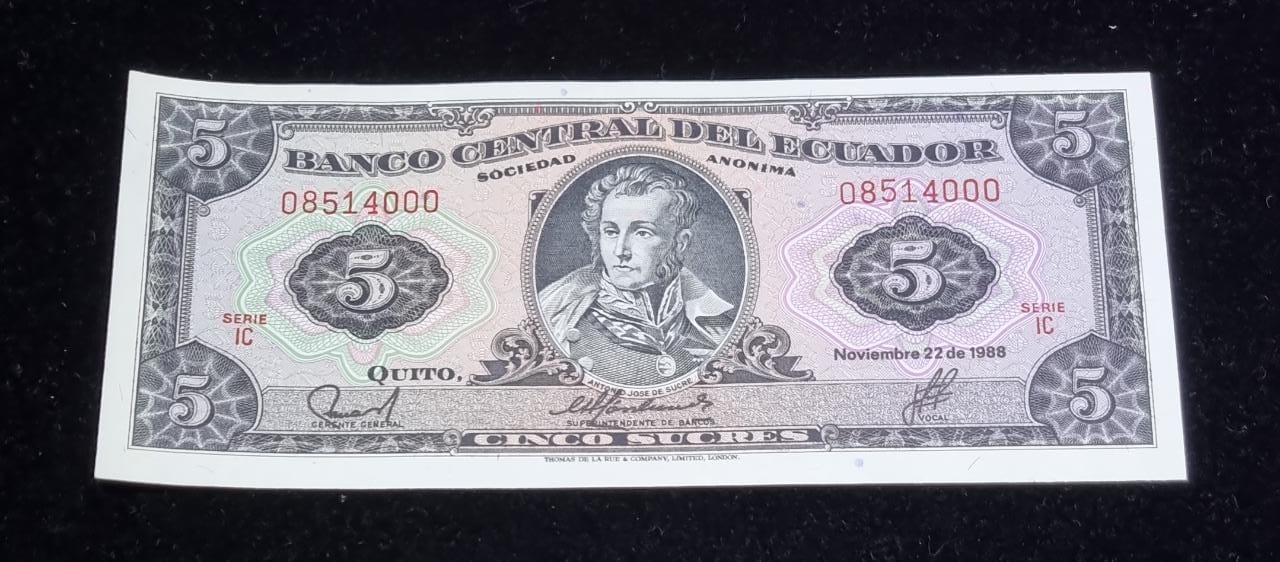 5 5
BANCO CENTRAL DEL ECUADOR
SOCIEDAD ANONIMA
08514000 08514000
5 5
SERIE IC SERIE IC
Noviembre 22 de 1988
QUITO,
ANTONIO JOSE DE SUCRE
5 5
GERENTE GENERAL SUPERINTENDENTE DE BANCOS VOCAL
CINCO SUCRES
THOMAS DE LA RUE & COMPANY, LIMITED, LONDON.